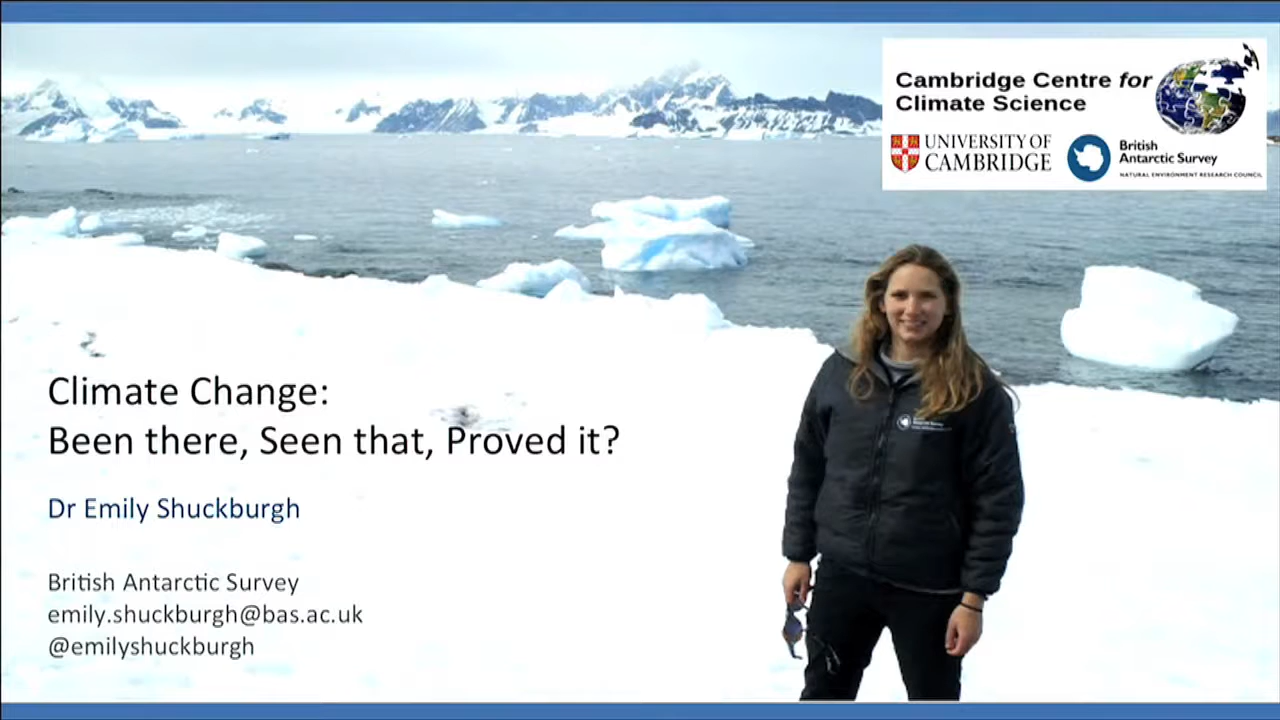 Cambridge Centre for
Climate Science
UNIVERSITY OF
CAMBRIDGE
British
Antarctic Survey
NATURAL ENVIRONMENT RESEARCH COUNCIL
Climate Change:
Been there, Seen that, Proved it?
Dr Emily Shuckburgh
British Antarctic Survey
emily.shuckburgh@bas.ac.uk
@emilyshuckburgh